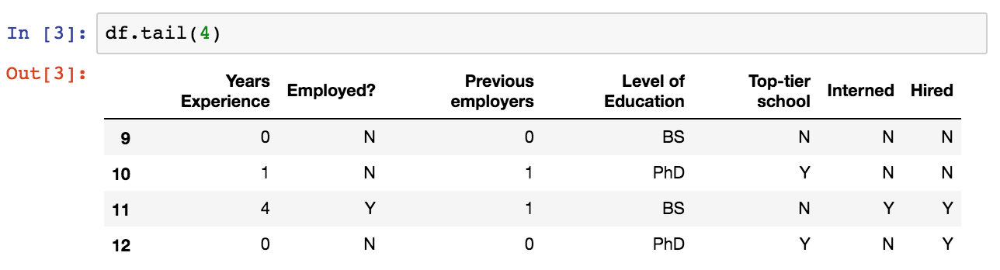 In [3]: df.tail(4)
Out[3]:
Years Experience Employed? Previous employers Level of Education Top-tier school Interned Hired
9 0 N 0 BS N N N
10 1 N 1 PhD Y N N
11 4 Y 1 BS N Y Y
12 0 N 0 PhD Y N Y